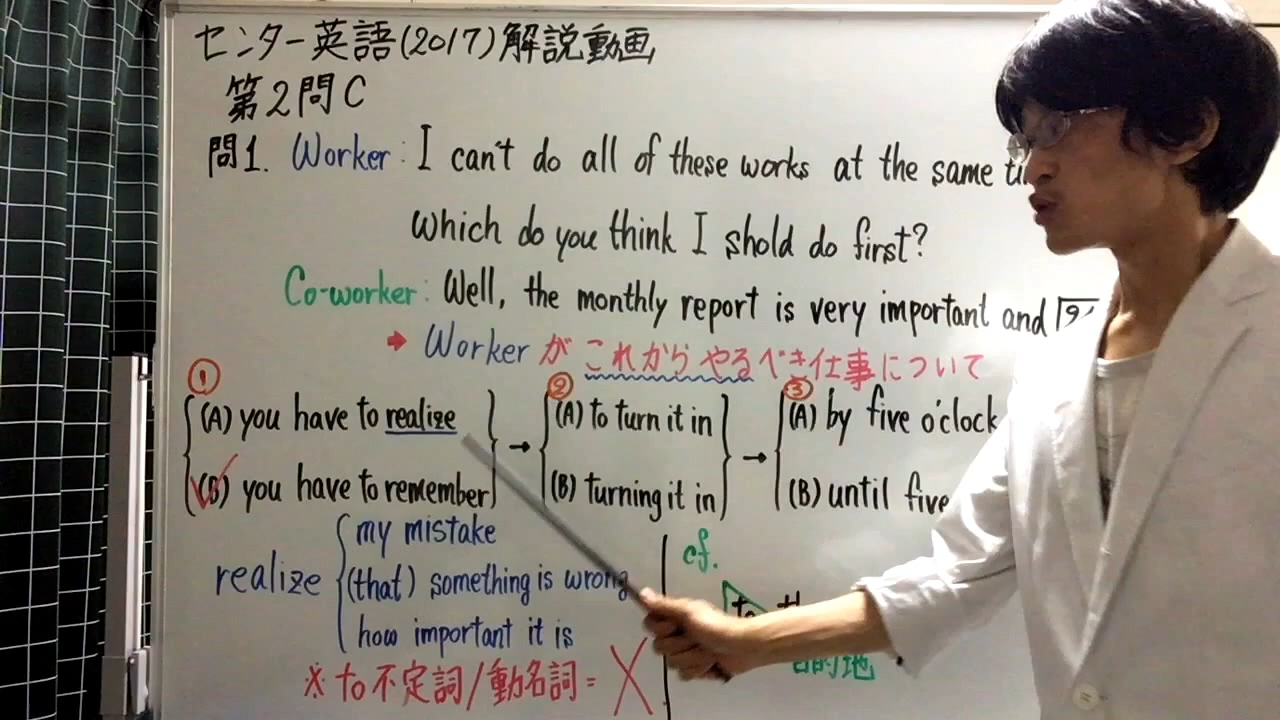 センター英語(2017)解説動画
第2問C
問1. Worker: I can't do all of these works at the same
Which do you think I shold do first?
Co-worker: Well, the monthly report is very important and
→ Worker が これからやるべき仕事について
① ② ③
(A) you have to realize → (A) to turn it in → (A) by five o'clock
(B) you have to remember (B) turning it in (B) until five
my mistake
realize (that) something is wrong
how important it is
cf.
to
目的地
※ to不定詞/動名詞 = X